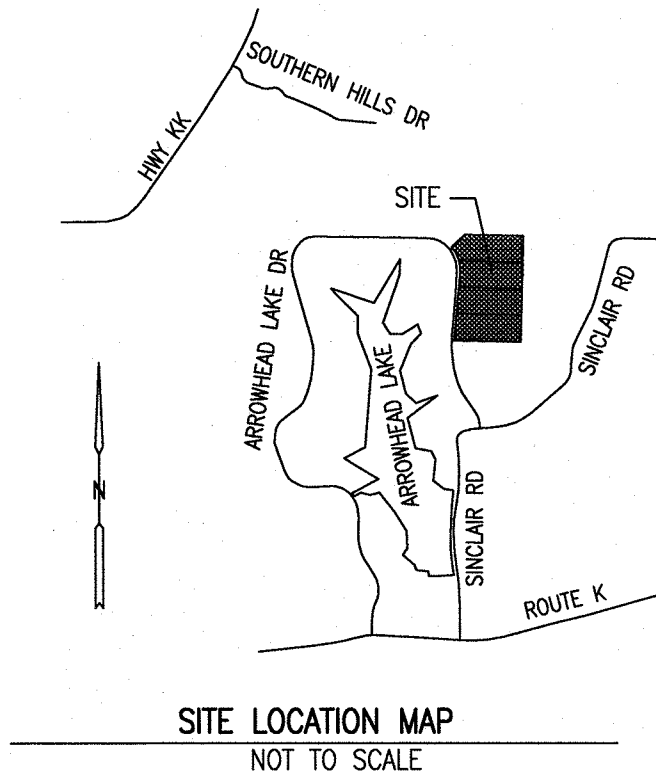 SOUTHERN HILLS DR
HWY KK
SITE
ARROWHEAD LAKE DR
SINCLAIR RD
ARROWHEAD LAKE
N
SINCLAIR RD
ROUTE K
SITE LOCATION MAP
NOT TO SCALE